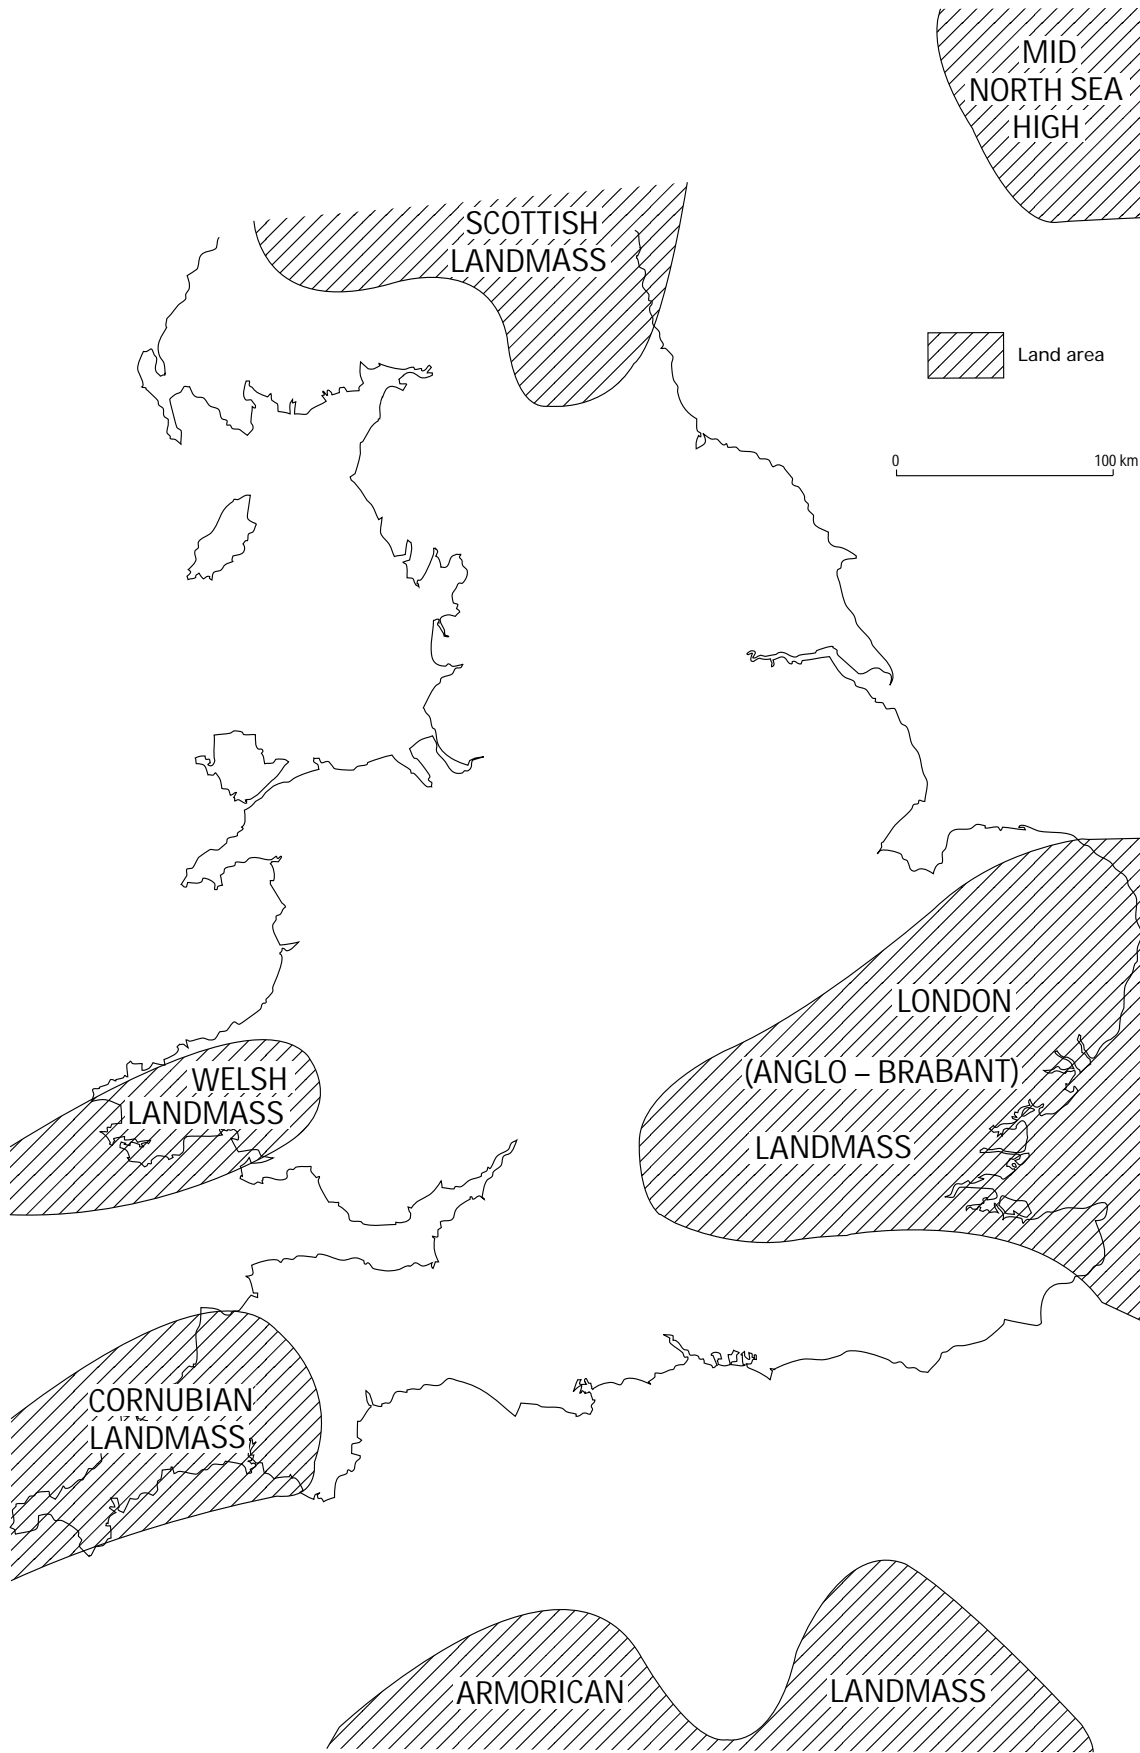 MID
NORTH SEA
HIGH
SCOTTISH
LANDMASS
Land area
0 100 km
LONDON
(ANGLO – BRABANT)
LANDMASS
WELSH
LANDMASS
CORNUBIAN
LANDMASS
ARMORICAN LANDMASS